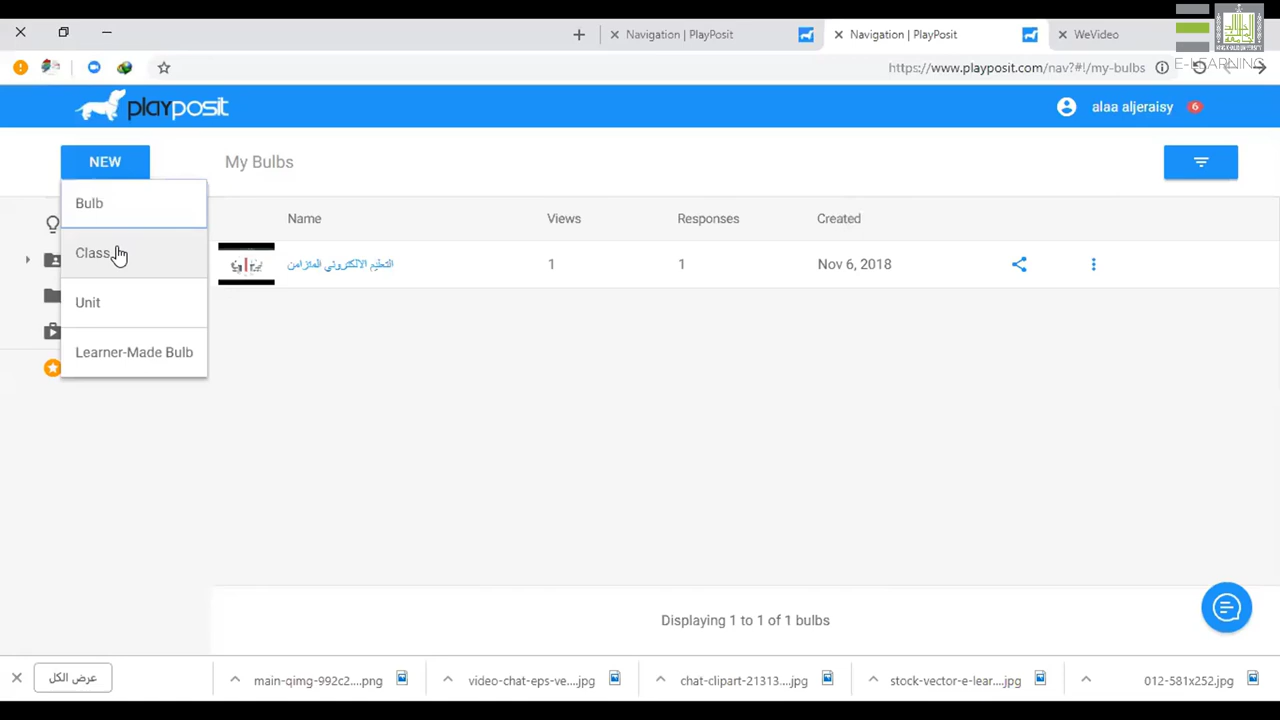 Navigation | PlayPosit
Navigation | PlayPosit
WeVideo
E-LEARNING
https://www.playposit.com/nav?#!/my-bulbs
playposit
alaa aljeraisy
6
NEW
My Bulbs
Bulb
Class
Unit
Learner-Made Bulb
Name Views Responses Created
التعليم الالكتروني المتزامن 1 1 Nov 6, 2018
Displaying 1 to 1 of 1 bulbs
عرض الكل
main-qimg-992c2....png
video-chat-eps-ve....jpg
chat-clipart-21313....jpg
stock-vector-e-lear....jpg
012-581x252.jpg